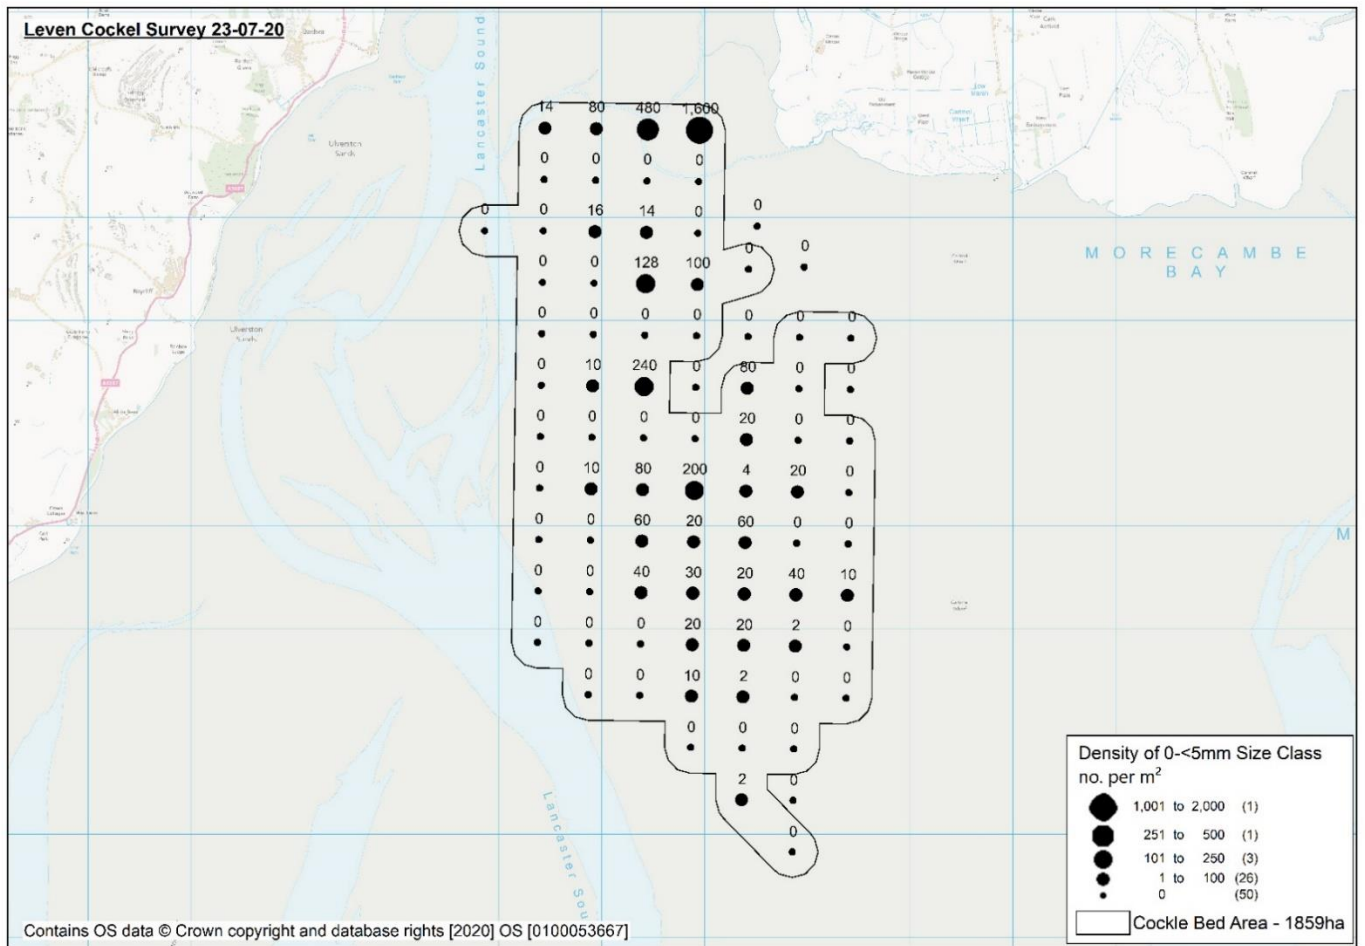 Leven Cockel Survey 23-07-20
Lancaster Sound
Ulverston
Sands
14 80 480 1,600
0 0 0 0
0 0 16 14 0 0
0 0
0 0 128 100
0 0 0 0 0 0 0
0 10 240 0 80 0 0
0 0 0 0 20 0 0
0 10 80 200 4 20 0
0 0 60 20 60 0 0
0 0 40 30 20 40 10
0 0 0 20 20 2 0
0 0 10 2 0 0
0 0 0
2 0
0
MORECAMBE
BAY
Ulverston
Sands
M
Lancaster Sou
Density of 0-<5mm Size Class
no. per m²
1,001 to 2,000 (1)
251 to 500 (1)
101 to 250 (3)
1 to 100 (26)
0 (50)
Cockle Bed Area - 1859ha
Contains OS data © Crown copyright and database rights [2020] OS [0100053667]